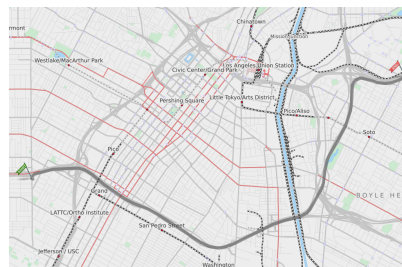 Chinatown
rmont
Mission Junction
Westlake/MacArthur Park
Los Angeles Union Station
Civic Center/Grand Park
Little Tokyo/Arts District
Pershing Square
Pico/Aliso
Soto
Pico
Grand
BOYLE HE
LATTC/Ortho Institute
San Pedro Street
Jefferson / USC
Washington